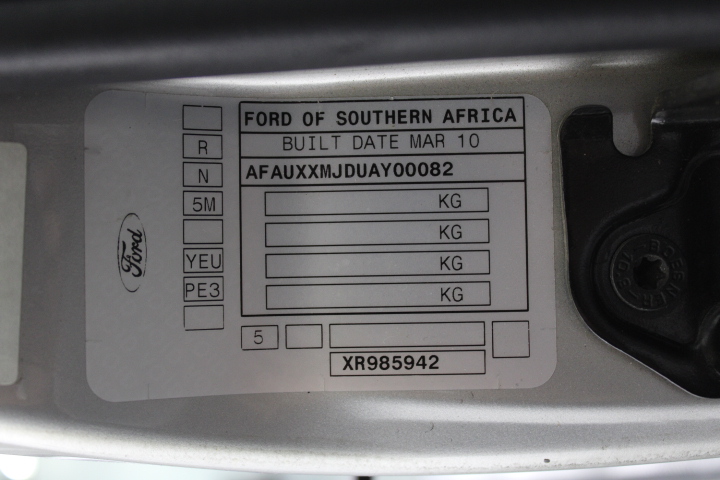 FORD OF SOUTHERN AFRICA
BUILT DATE MAR 10
AFAUXXMJDUAY00082
KG
KG
KG
KG
R
N
5M
YEU
PE3
Ford
5
XR985942